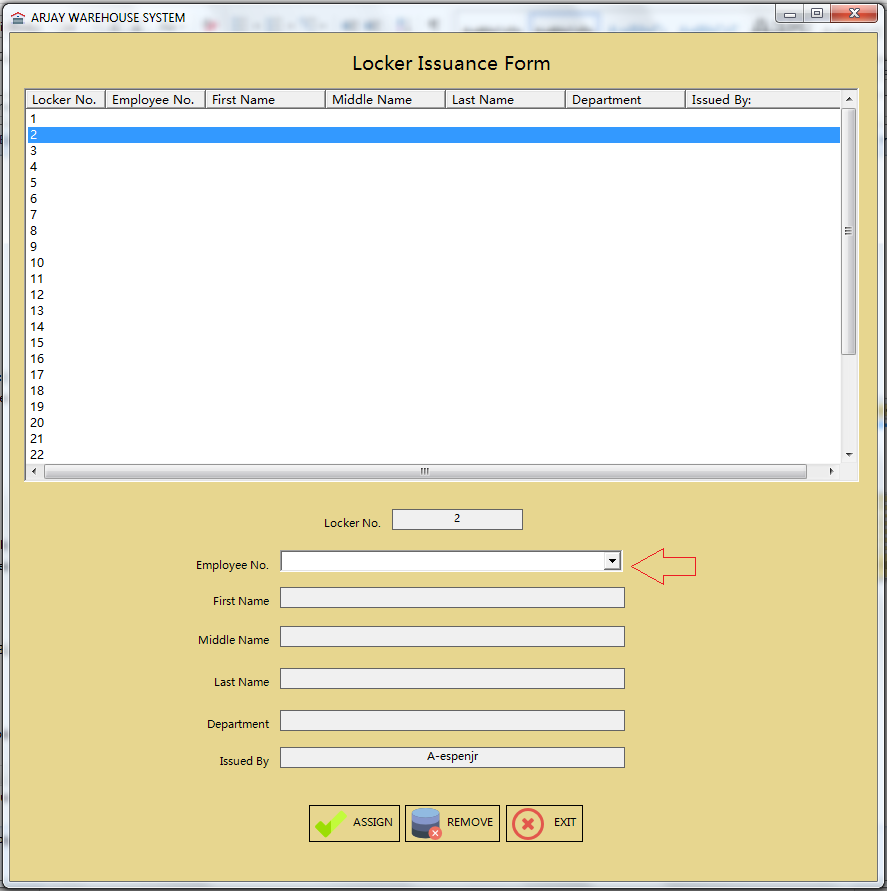 ARJAY WAREHOUSE SYSTEM
Locker Issuance Form
Locker No. Employee No. First Name Middle Name Last Name Department Issued By:
1
2
3
4
5
6
7
8
9
10
11
12
13
14
15
16
17
18
19
20
21
22
Locker No. 2
Employee No.
First Name
Middle Name
Last Name
Department
Issued By A-espenjr
ASSIGN REMOVE EXIT